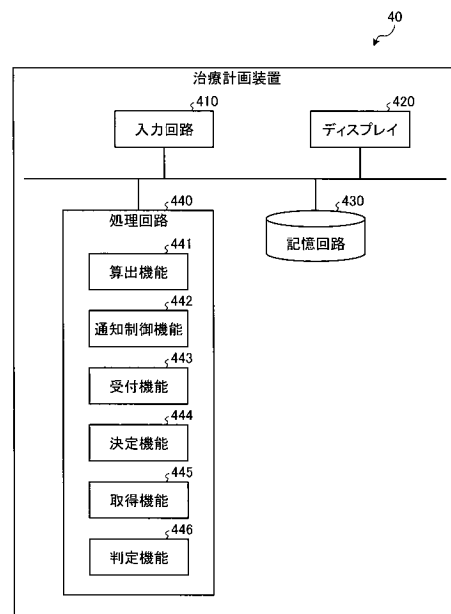 40
治療計画装置
410
入力回路
420
ディスプレイ
440
処理回路
430
記憶回路
441
算出機能
442
通知制御機能
443
受付機能
444
決定機能
445
取得機能
446
判定機能